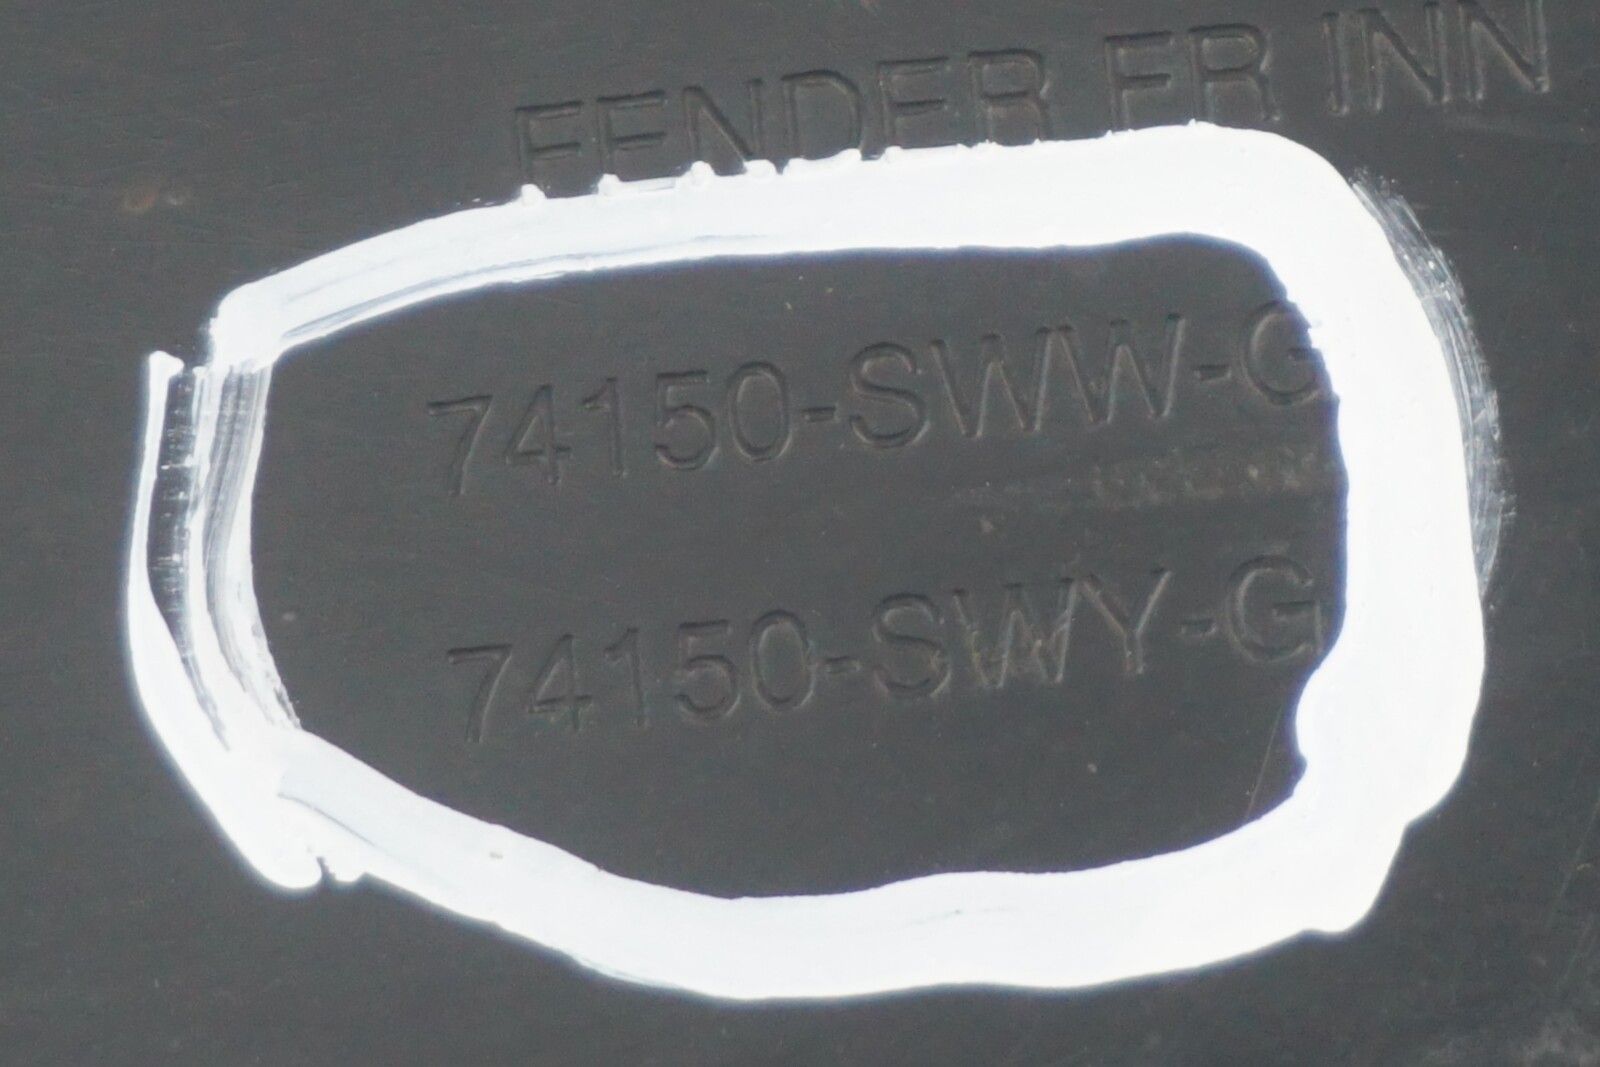 FENDER FR INN
74150-SWW-G
74150-SWY-G